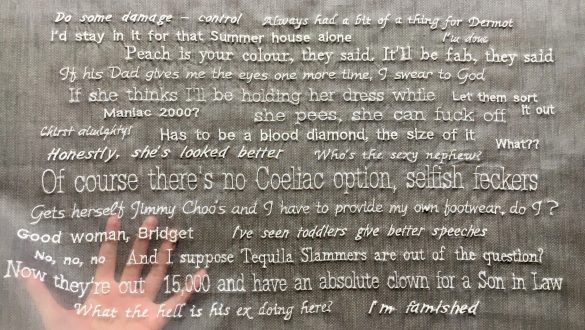 Do some damage - control Always had a bit of a thing for Dermot
I'd stay in it for that Summer house alone I'm done
Peach is your colour, they said. It'll be fab, they said
If his Dad gives me the eyes one more time, I swear to God
If she thinks I'll be holding her dress while Let them sort
Maniac 2000? she pees, she can fuck off it out
Christ almighty! Has to be a blood diamond, the size of it What??
Honestly, she's looked better Who's the sexy nephew?
Of course there's no Coeliac option, selfish feckers
Gets herself Jimmy Choo's and I have to provide my own footwear, do I?
Good woman, Bridget I've seen toddlers give better speeches
No, no, no And I suppose Tequila Slammers are out of the question?
Now they're out 15,000 and have an absolute clown for a Son in Law
What the hell is his ex doing here? I'm famished